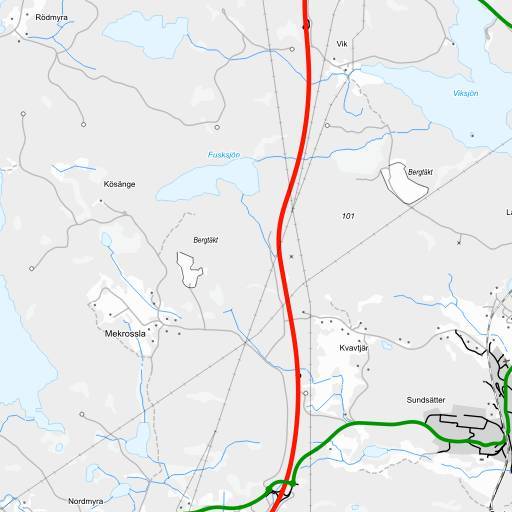 Rödmyra
Vik
Viksjön
Fusksjön
Bergtäkt
Kösänge
101
Bergtäkt
Mekrossla
Kvavtjär
Sundsätter
Nordmyra